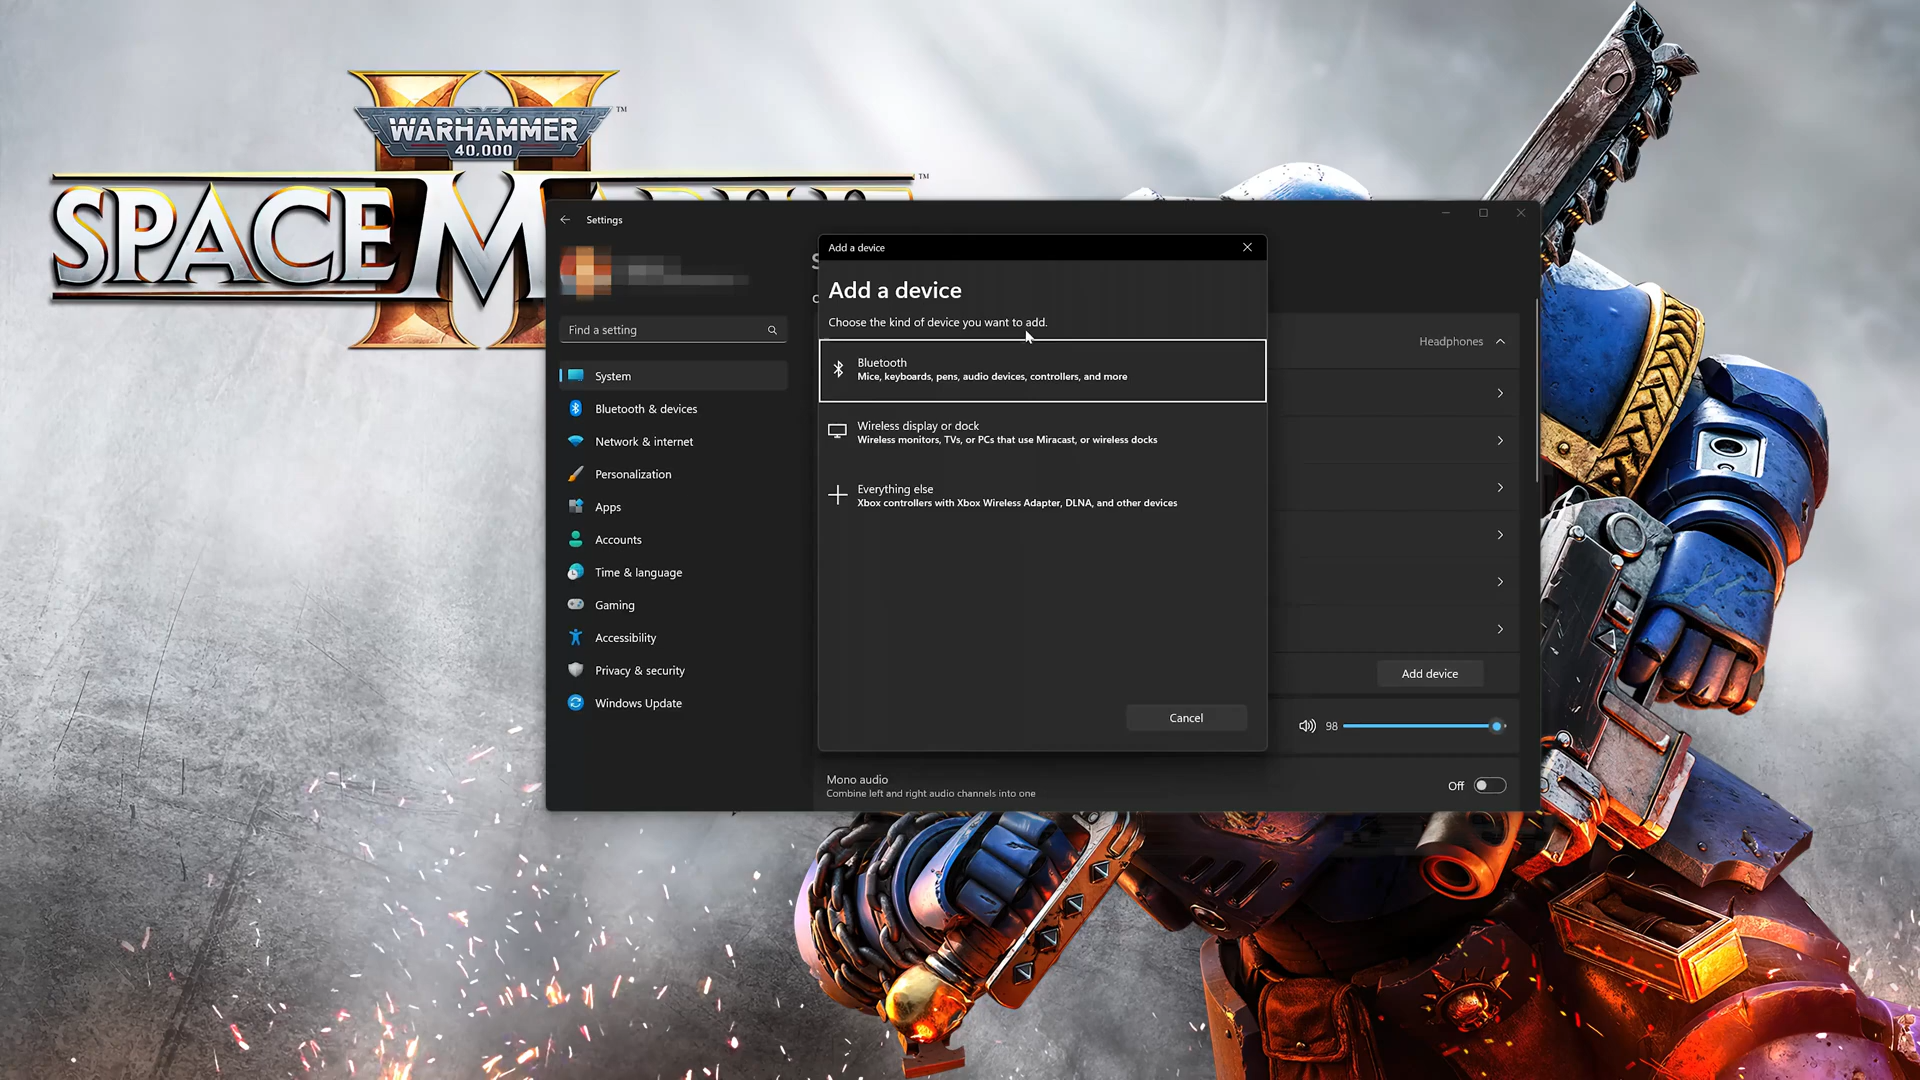 WARHAMMER
™
40,000
SPACE M
™
Settings
Find a setting
System
Bluetooth & devices
Network & internet
Personalization
Apps
Accounts
Time & language
Gaming
Accessibility
Privacy & security
Windows Update
Add a device
Add a device
Choose the kind of device you want to add.
Bluetooth
Mice, keyboards, pens, audio devices, controllers, and more
Wireless display or dock
Wireless monitors, TVs, or PCs that use Miracast, or wireless docks
Everything else
Xbox controllers with Xbox Wireless Adapter, DLNA, and other devices
Cancel
Headphones
Add device
98
Mono audio
Combine left and right audio channels into one
Off